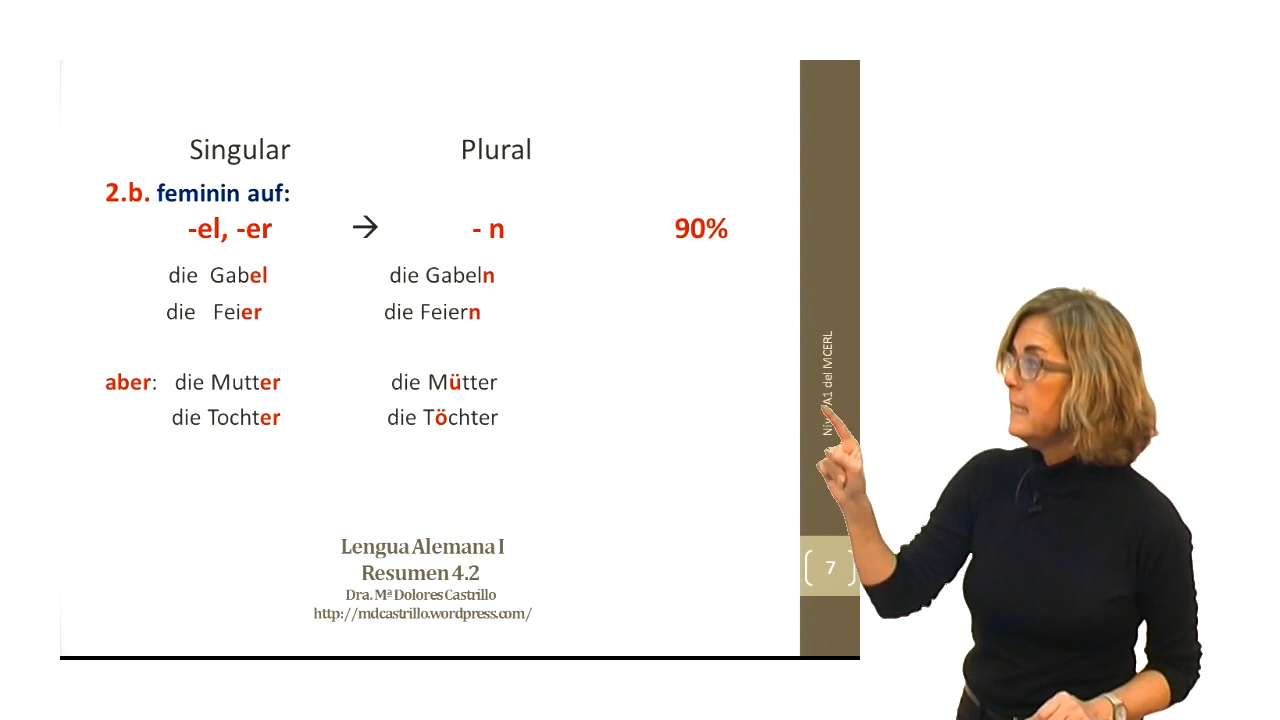 Singular Plural
2.b. feminin auf:
-el, -er → - n 90%
die Gabel die Gabeln
die Feier die Feiern
aber: die Mutter die Mütter
die Tochter die Töchter
Lengua Alemana I
Resumen 4.2
Dra. Mª Dolores Castrillo
http://mdcastrillo.wordpress.com/
A1 del MCERL
7